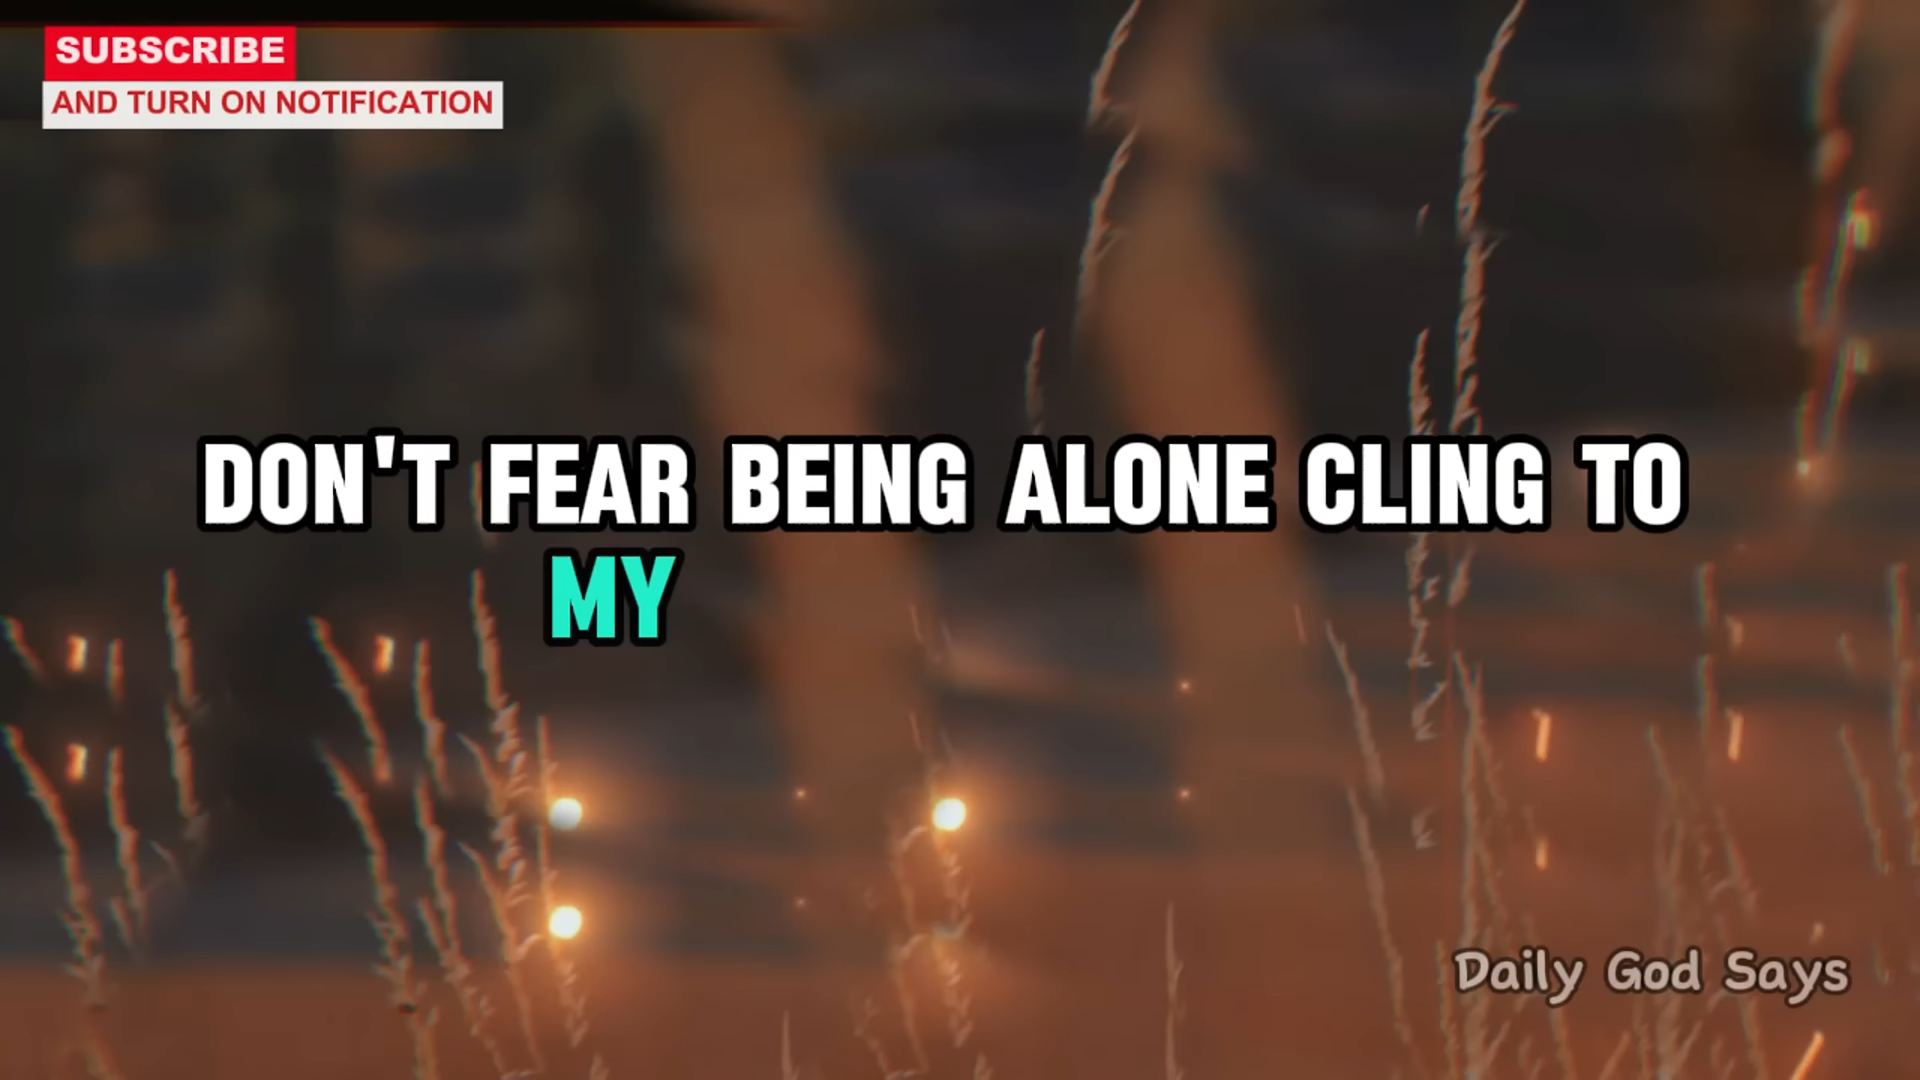 SUBSCRIBE
AND TURN ON NOTIFICATION
DON'T FEAR BEING ALONE CLING TO
MY
Daily God Says